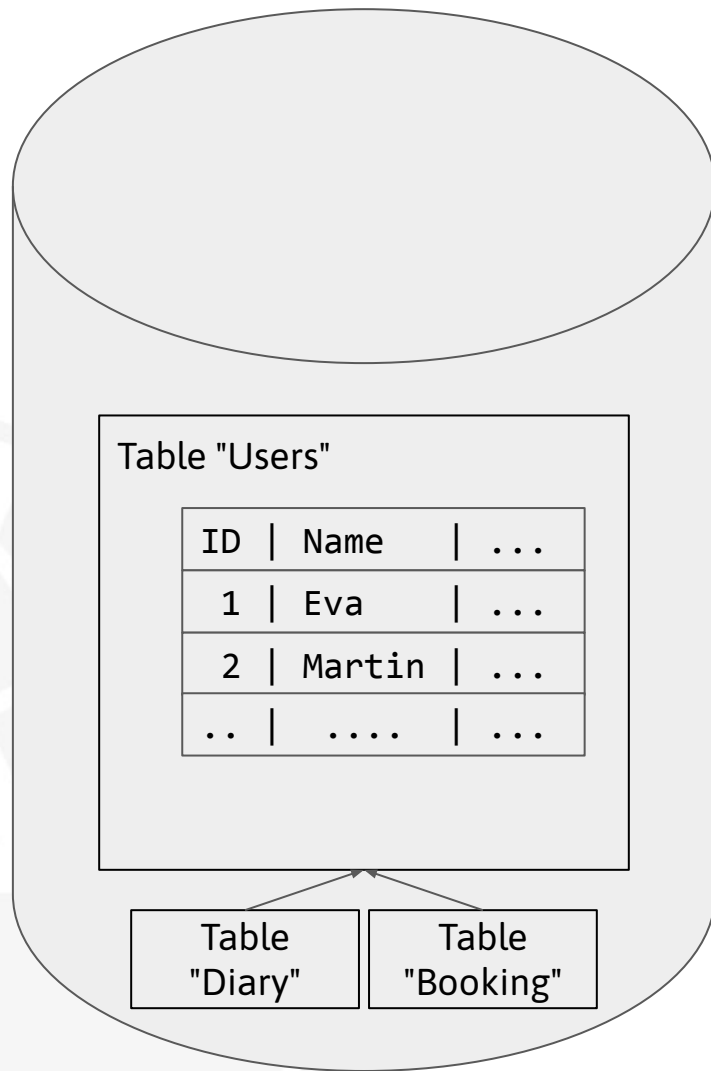 Table "Users"
ID | Name | ...
1 | Eva | ...
2 | Martin | ...
.. | .... | ...
Table
"Diary"
Table
"Booking"